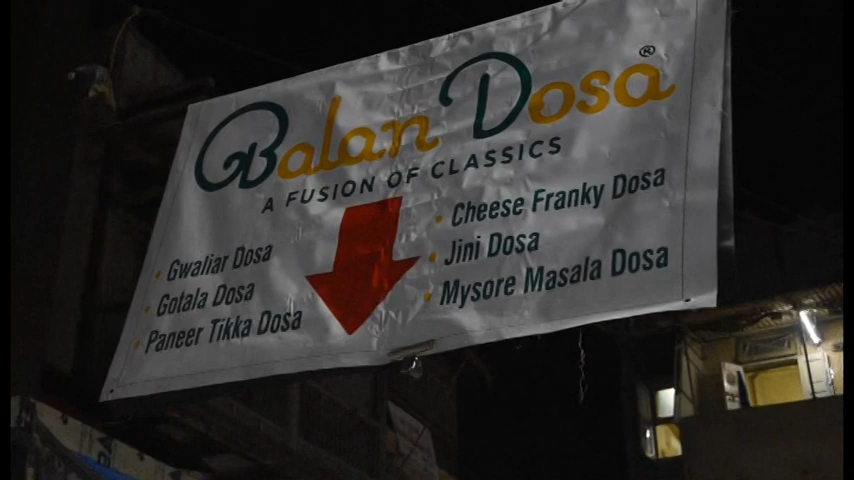 Balan Dosa®
A FUSION OF CLASSICS
• Gwaliar Dosa
• Gotala Dosa
• Paneer Tikka Dosa
• Cheese Franky Dosa
• Jini Dosa
• Mysore Masala Dosa